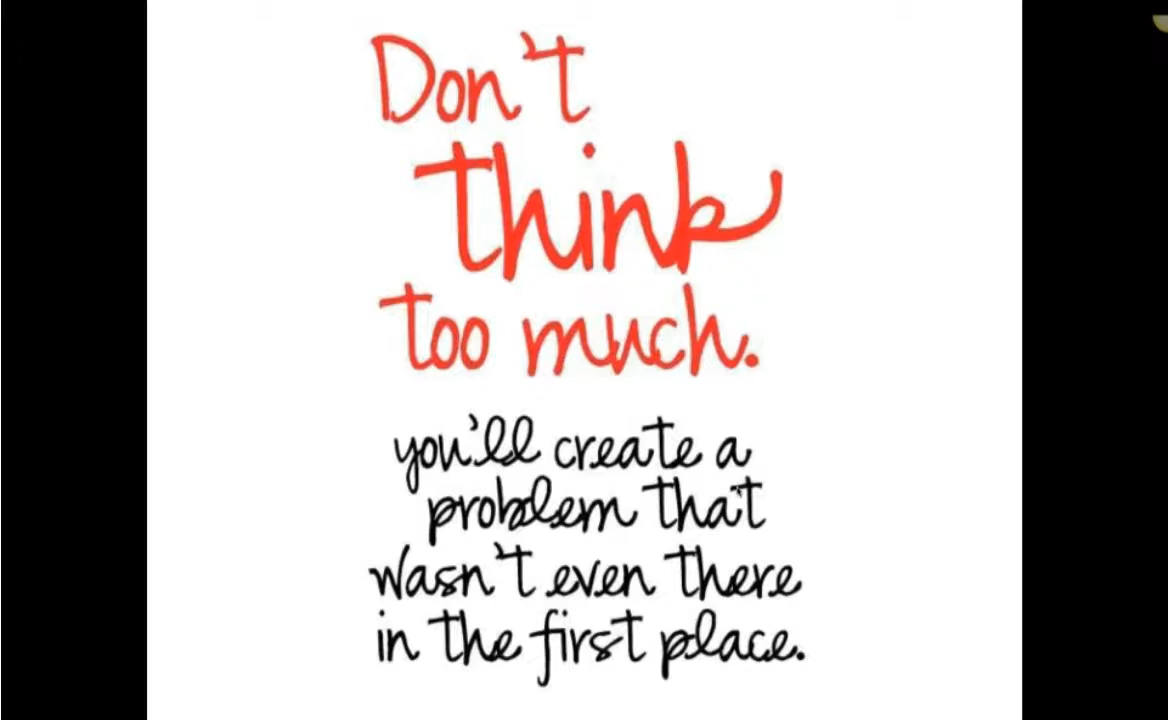 Don't
think
too much.
you'll create a
problem that
wasn't even there
in the first place.